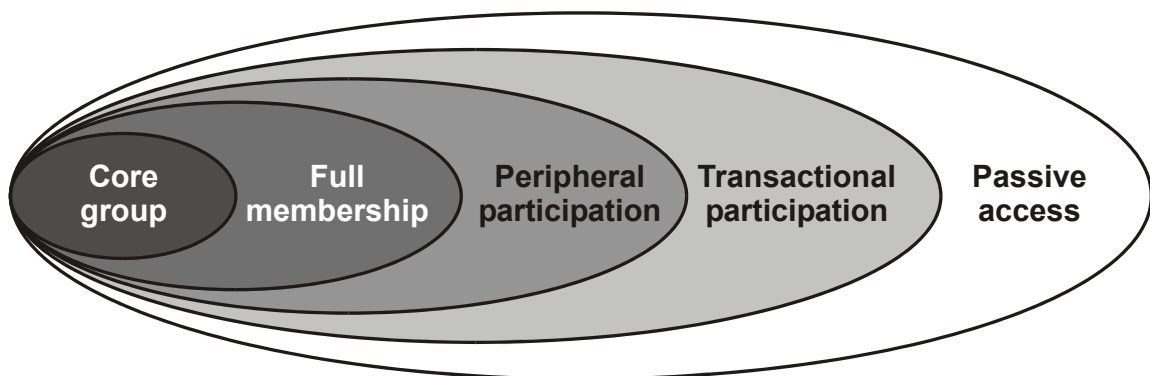 Core
group
Full
membership
Peripheral
participation
Transactional
participation
Passive
access